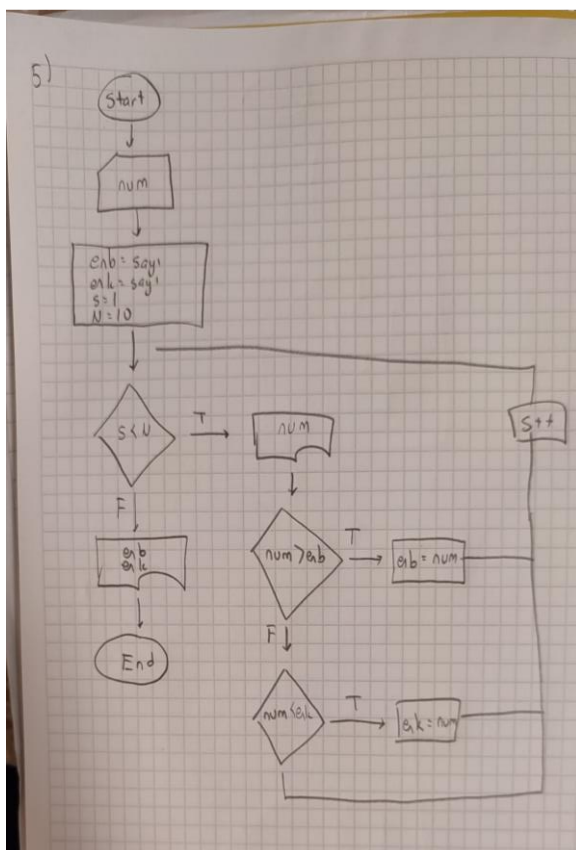 5)
Start
num
enb = sayı
enk = sayı
s=1
N=10
S<N
T
num
S++
F
enb
enk
num > enb
T
enb = num
F
End
num < enk
T
enk = num